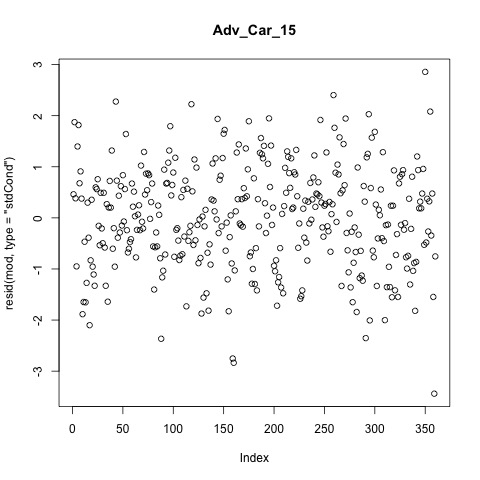 Adv_Car_15
resid(mod, type = "stdCond")
3
2
1
0
-1
-2
-3
0 50 100 150 200 250 300 350
Index